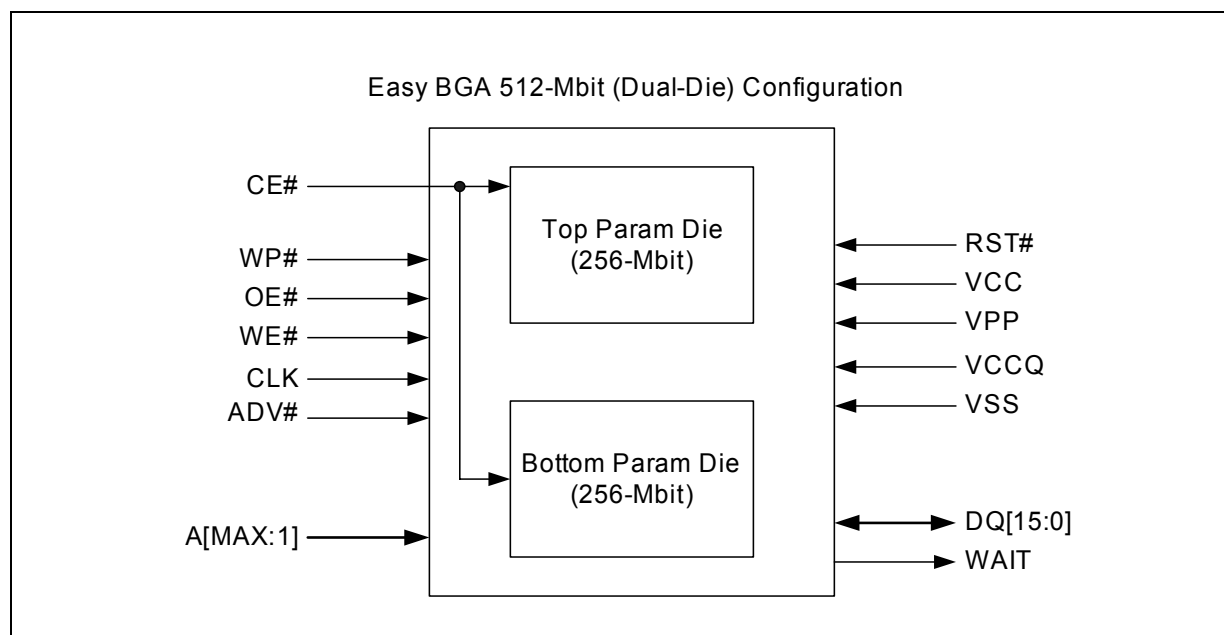 Easy BGA 512-Mbit (Dual-Die) Configuration
CE#
WP#
OE#
WE#
CLK
ADV#
A[MAX:1]
Top Param Die
(256-Mbit)
Bottom Param Die
(256-Mbit)
RST#
VCC
VPP
VCCQ
VSS
DQ[15:0]
WAIT